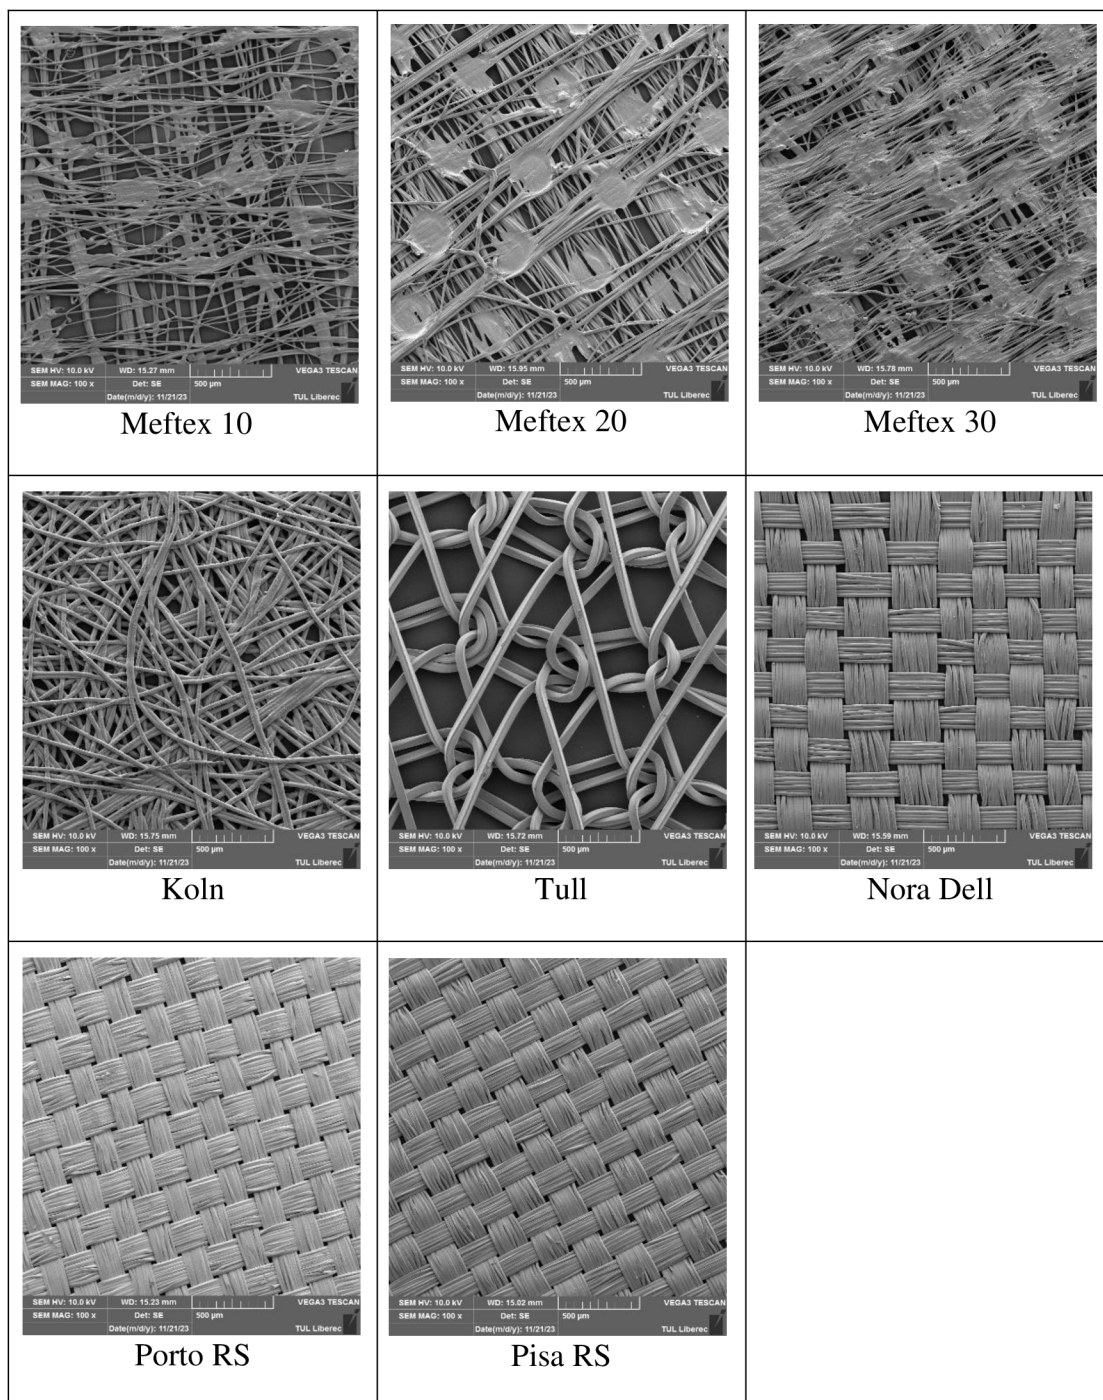 SEM HV: 10.0 kV WD: 15.27 mm VEGA3 TESCAN
SEM MAG: 100 x Det: SE 500 µm
Date(m/d/y): 11/21/23 TUL Liberec
Meftex 10
SEM HV: 10.0 kV WD: 15.95 mm VEGA3 TESCAN
SEM MAG: 100 x Det: SE 500 µm
Date(m/d/y): 11/21/23 TUL Liberec
Meftex 20
SEM HV: 10.0 kV WD: 15.78 mm VEGA3 TESCAN
SEM MAG: 100 x Det: SE 500 µm
Date(m/d/y): 11/21/23 TUL Liberec
Meftex 30
SEM HV: 10.0 kV WD: 15.75 mm VEGA3 TESCAN
SEM MAG: 100 x Det: SE 500 µm
Date(m/d/y): 11/21/23 TUL Liberec
Koln
SEM HV: 10.0 kV WD: 15.72 mm VEGA3 TESCAN
SEM MAG: 100 x Det: SE 500 µm
Date(m/d/y): 11/21/23 TUL Liberec
Tull
SEM HV: 10.0 kV WD: 15.59 mm VEGA3 TESCAN
SEM MAG: 100 x Det: SE 500 µm
Date(m/d/y): 11/21/23 TUL Liberec
Nora Dell
SEM HV: 10.0 kV WD: 15.23 mm VEGA3 TESCAN
SEM MAG: 100 x Det: SE 500 µm
Date(m/d/y): 11/21/23 TUL Liberec
Porto RS
SEM HV: 10.0 kV WD: 15.02 mm VEGA3 TESCAN
SEM MAG: 100 x Det: SE 500 µm
Date(m/d/y): 11/21/23 TUL Liberec
Pisa RS